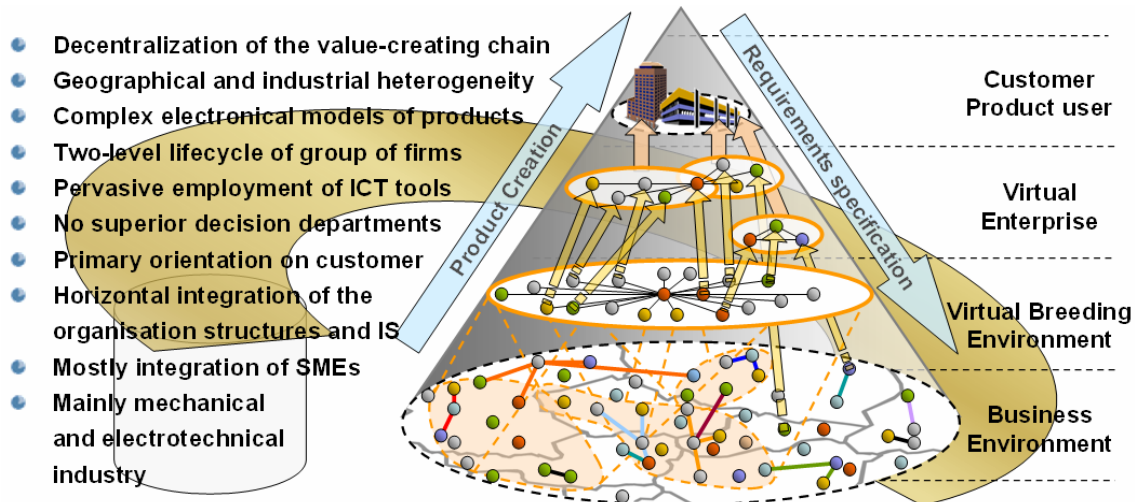 Decentralization of the value-creating chain
Geographical and industrial heterogeneity
Complex electronical models of products
Two-level lifecycle of group of firms
Pervasive employment of ICT tools
No superior decision departments
Primary orientation on customer
Horizontal integration of the
organisation structures and IS
Mostly integration of SMEs
Mainly mechanical
and electrotechnical
industry
Product Creation
Requirements specification
Customer
Product user
Virtual
Enterprise
Virtual Breeding
Environment
Business
Environment